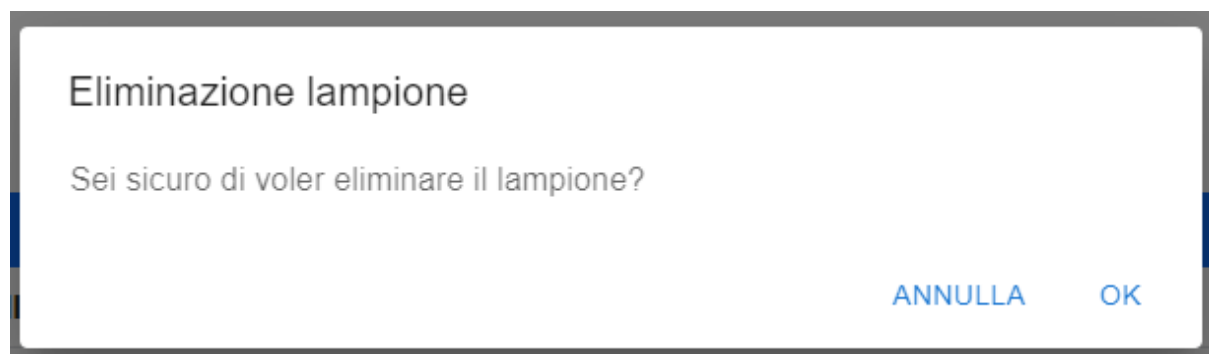 Eliminazione lampione
Sei sicuro di voler eliminare il lampione?
ANNULLA OK